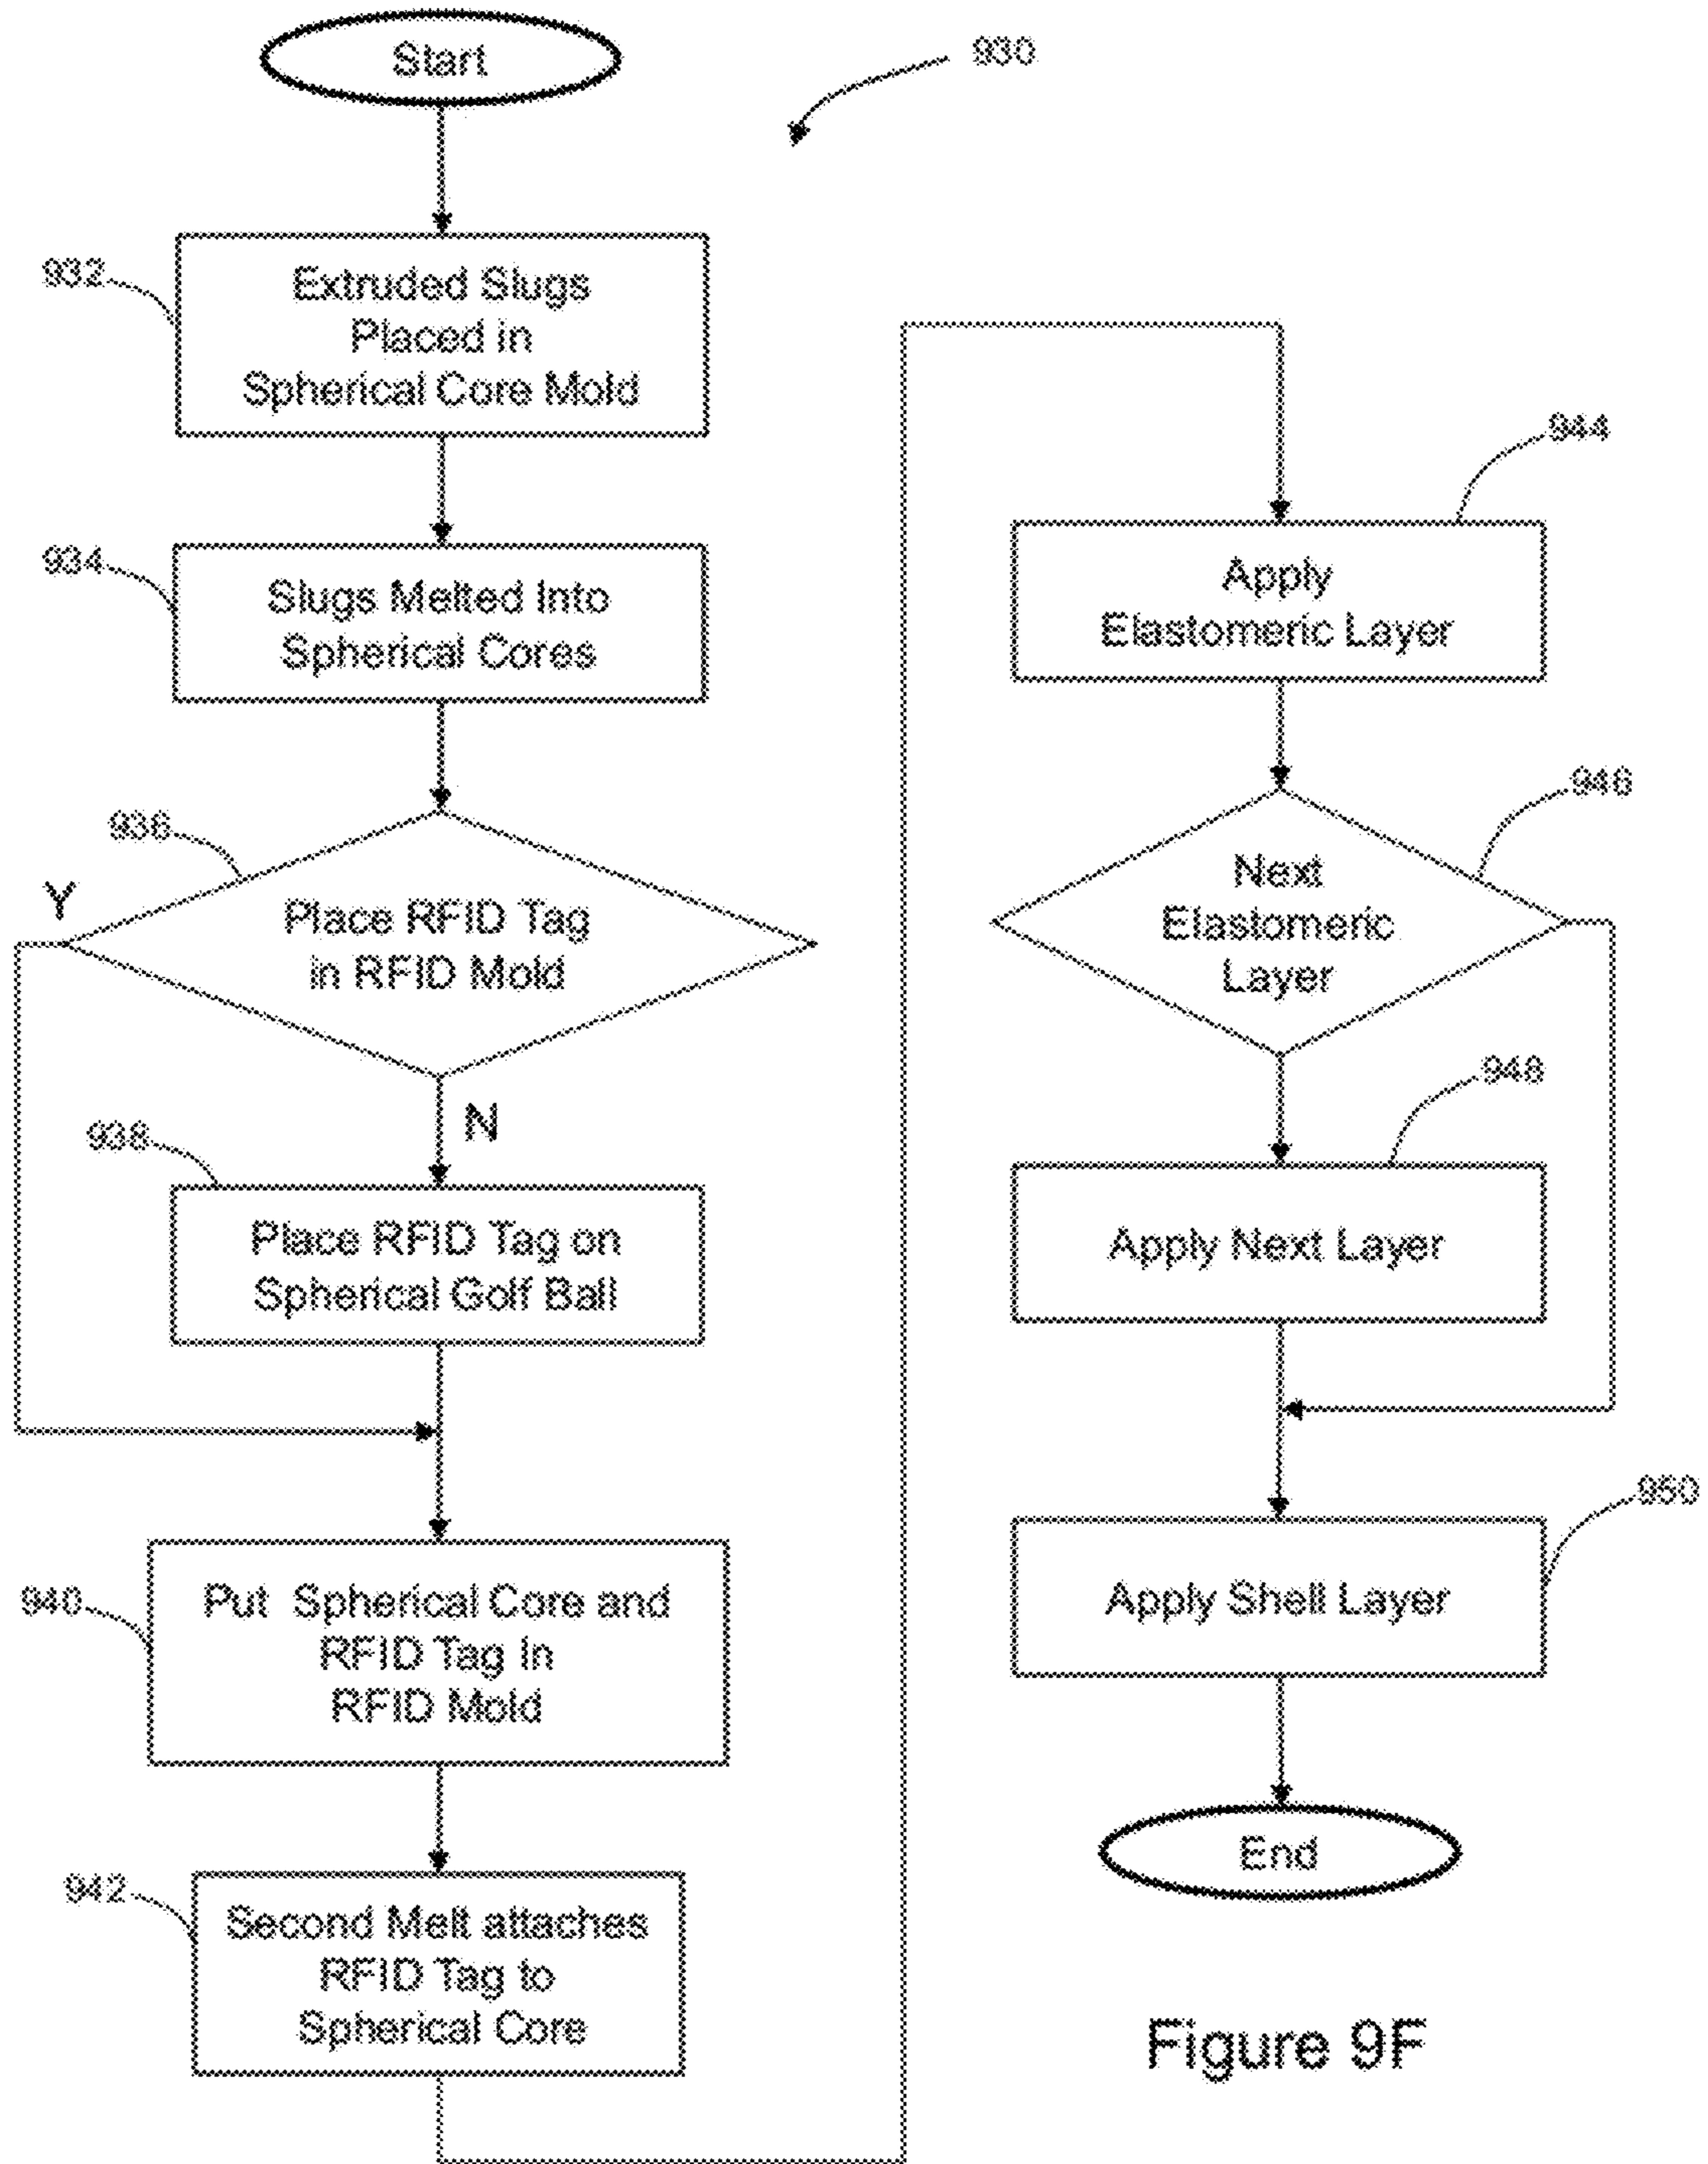 Start
930
932
Extruded Slugs
Placed in
Spherical Core Mold
934
Slugs Melted Into
Spherical Cores
936
Y
Place RFID Tag
in RFID Mold
N
938
Place RFID Tag on
Spherical Golf Ball
940
Put Spherical Core and
RFID Tag In
RFID Mold
942
Second Melt attaches
RFID Tag to
Spherical Core
944
Apply
Elastomeric Layer
946
Next
Elastomeric
Layer
948
Apply Next Layer
950
Apply Shell Layer
End
Figure 9F